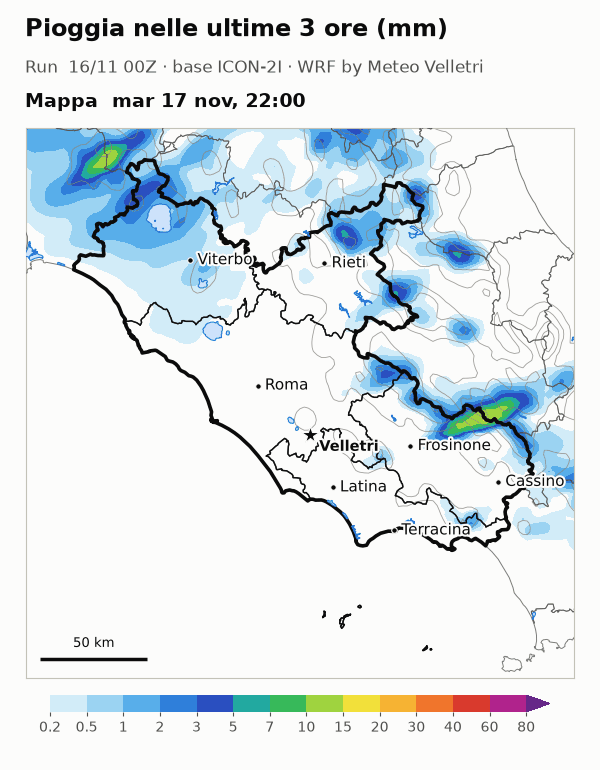 Pioggia nelle ultime 3 ore (mm)
Run  16/11 00Z · base ICON-2I · WRF by Meteo Velletri
Mappa  mar 17 nov, 22:00
Viterbo
Rieti
Roma
Velletri
Frosinone
Cassino
Latina
Terracina
50 km
0.2 0.5 1 2 3 5 7 10 15 20 30 40 60 80